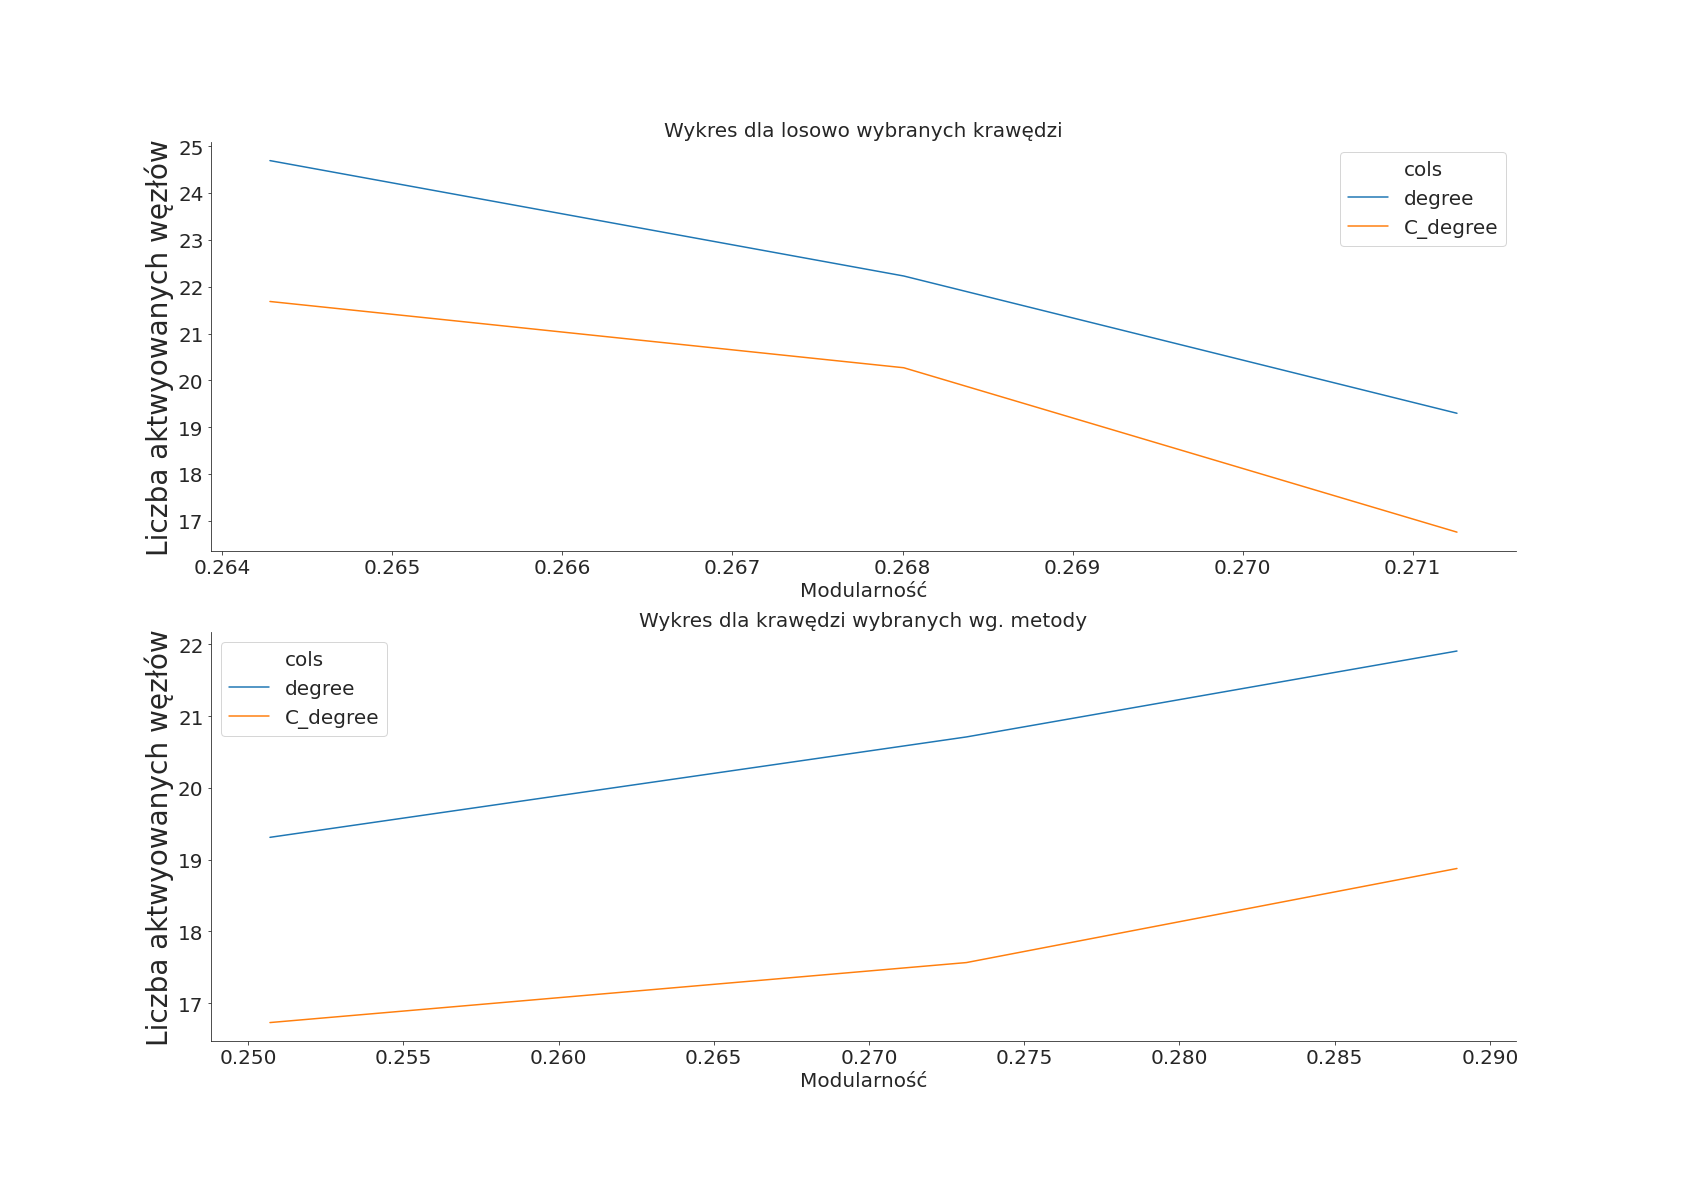 Wykres dla losowo wybranych krawędzi
Liczba aktwyowanych węzłów
25
24
23
22
21
20
19
18
17
cols
degree
C_degree
0.264 0.265 0.266 0.267 0.268 0.269 0.270 0.271
Modularność
Wykres dla krawędzi wybranych wg. metody
Liczba aktwyowanych węzłów
22
21
20
19
18
17
cols
degree
C_degree
0.250 0.255 0.260 0.265 0.270 0.275 0.280 0.285 0.290
Modularność